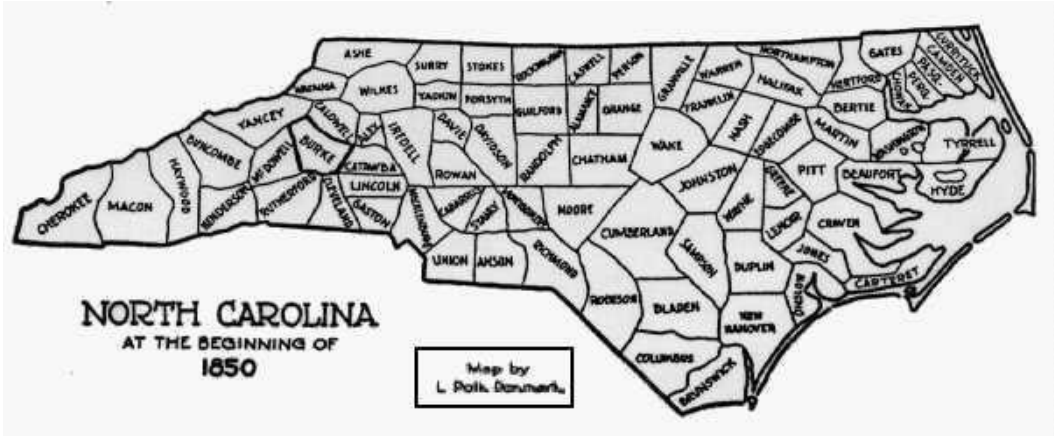 ASHE
SURRY
STOKES
ROCKINGHAM
CASWELL
PERSON
GRANVILLE
WARREN
NORTHAMPTON
GATES
CURRITUCK
CAMDEN
PASQ.
PERQ.
CHOWAN
HERTFORD
HALIFAX
WATAUGA
WILKES
YADKIN
FORSYTH
GUILFORD
ALAMANCE
ORANGE
FRANKLIN
NASH
EDGECOMBE
BERTIE
MARTIN
WASHINGTON
TYRRELL
YANCEY
CALDWELL
ALEX.
IREDELL
DAVIE
DAVIDSON
RANDOLPH
CHATHAM
WAKE
JOHNSTON
PITT
BEAUFORT
HYDE
BUNCOMBE
MCDOWELL
BURKE
CATAWBA
ROWAN
HAYWOOD
HENDERSON
RUTHERFORD
CLEVELAND
LINCOLN
GASTON
MECKLENBURG
CABARRUS
STANLY
MONTGOMERY
MOORE
CUMBERLAND
SAMPSON
WAYNE
GREENE
LENOIR
CRAVEN
JONES
CARTERET
CHEROKEE
MACON
UNION
ANSON
RICHMOND
ROBESON
BLADEN
DUPLIN
ONSLOW
NEW
HANOVER
COLUMBUS
BRUNSWICK
NORTH CAROLINA
AT THE BEGINNING OF
1850
Map by
L. Polk Denmark